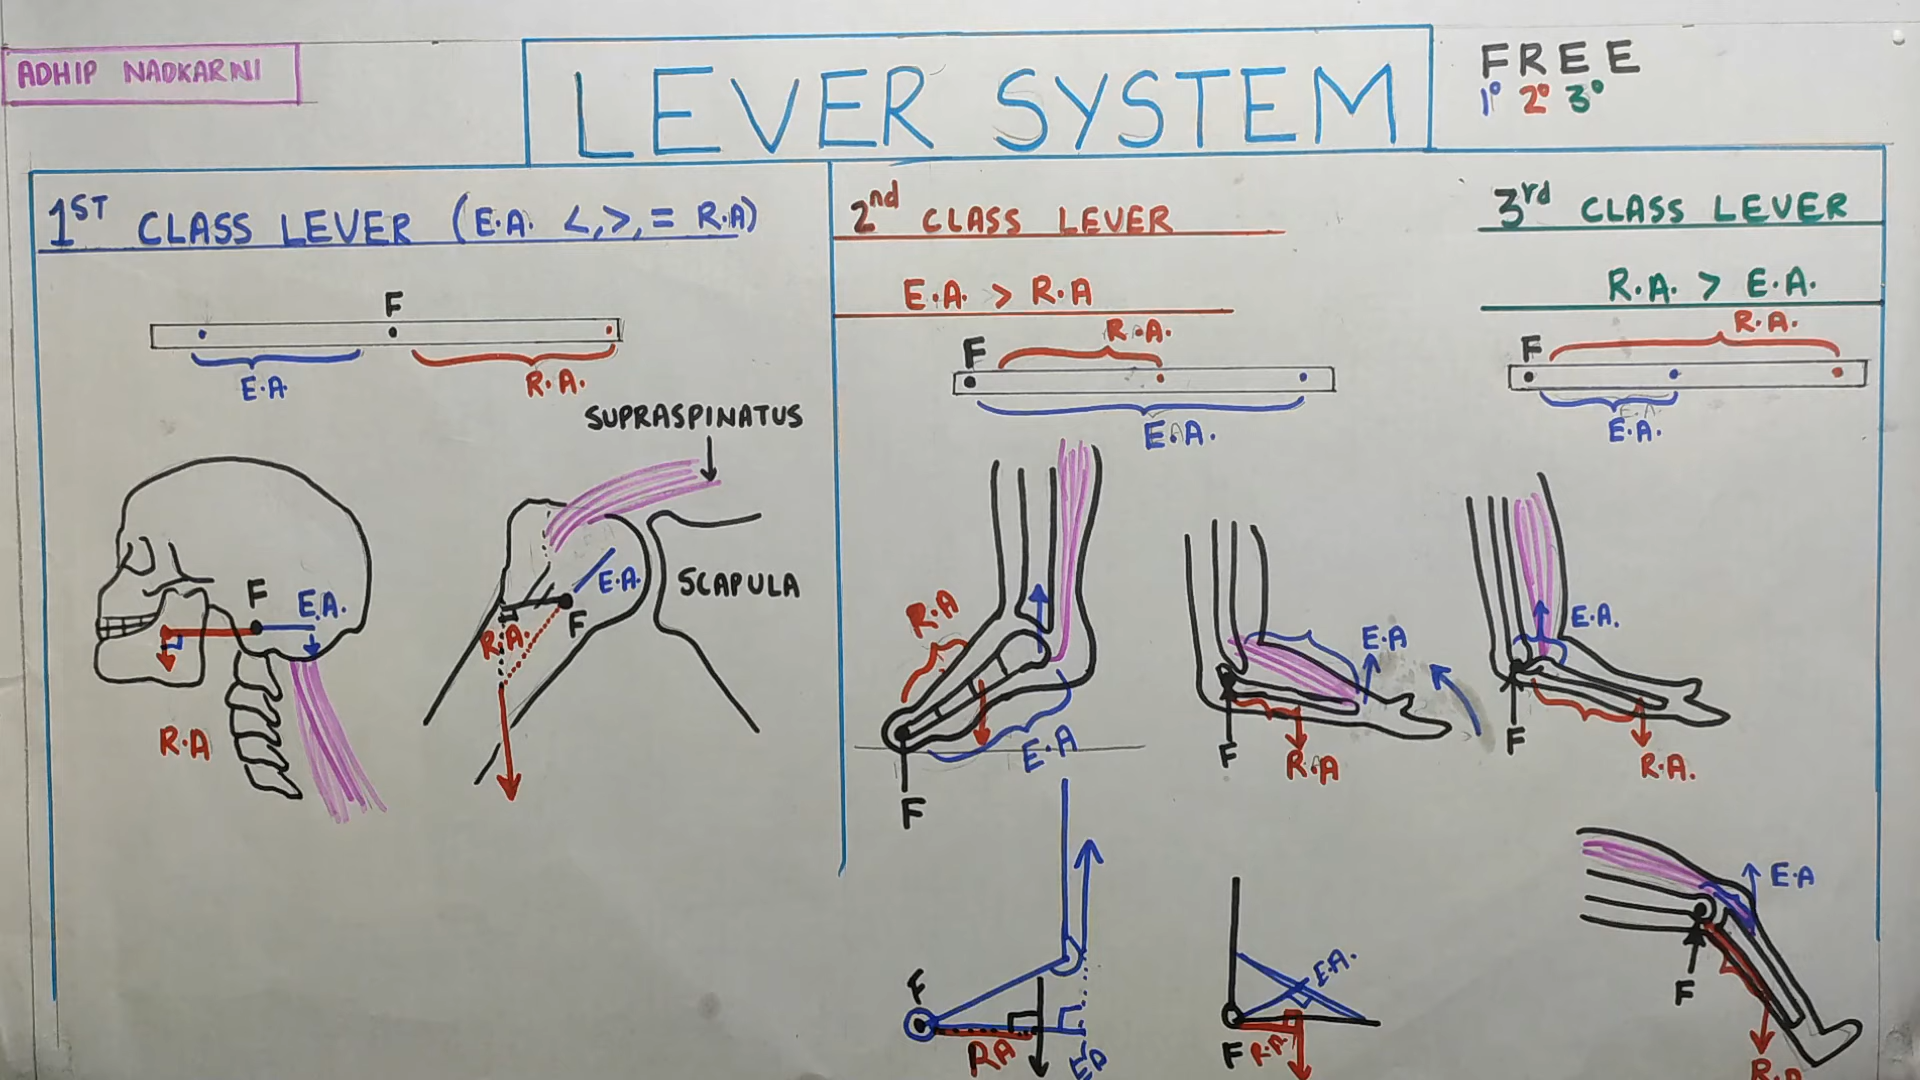 ADHIP NADKARNI
LEVER SYSTEM
FREE
1° 2° 3°
1ST CLASS LEVER (E.A. <,>,= R.A)
F
E.A
R.A.
SUPRASPINATUS
F
E.A.
R.A
E.A.
F
R.A.
SCAPULA
2nd CLASS LEVER
E.A. > R.A
R.A.
F
E.A.
R.A
E.A
F
E.A
F
R.A
F
RA
E.A.
F
R.A
3rd CLASS LEVER
R.A. > E.A.
R.A.
F
E.A.
E.A.
F
R.A.
E.A
F